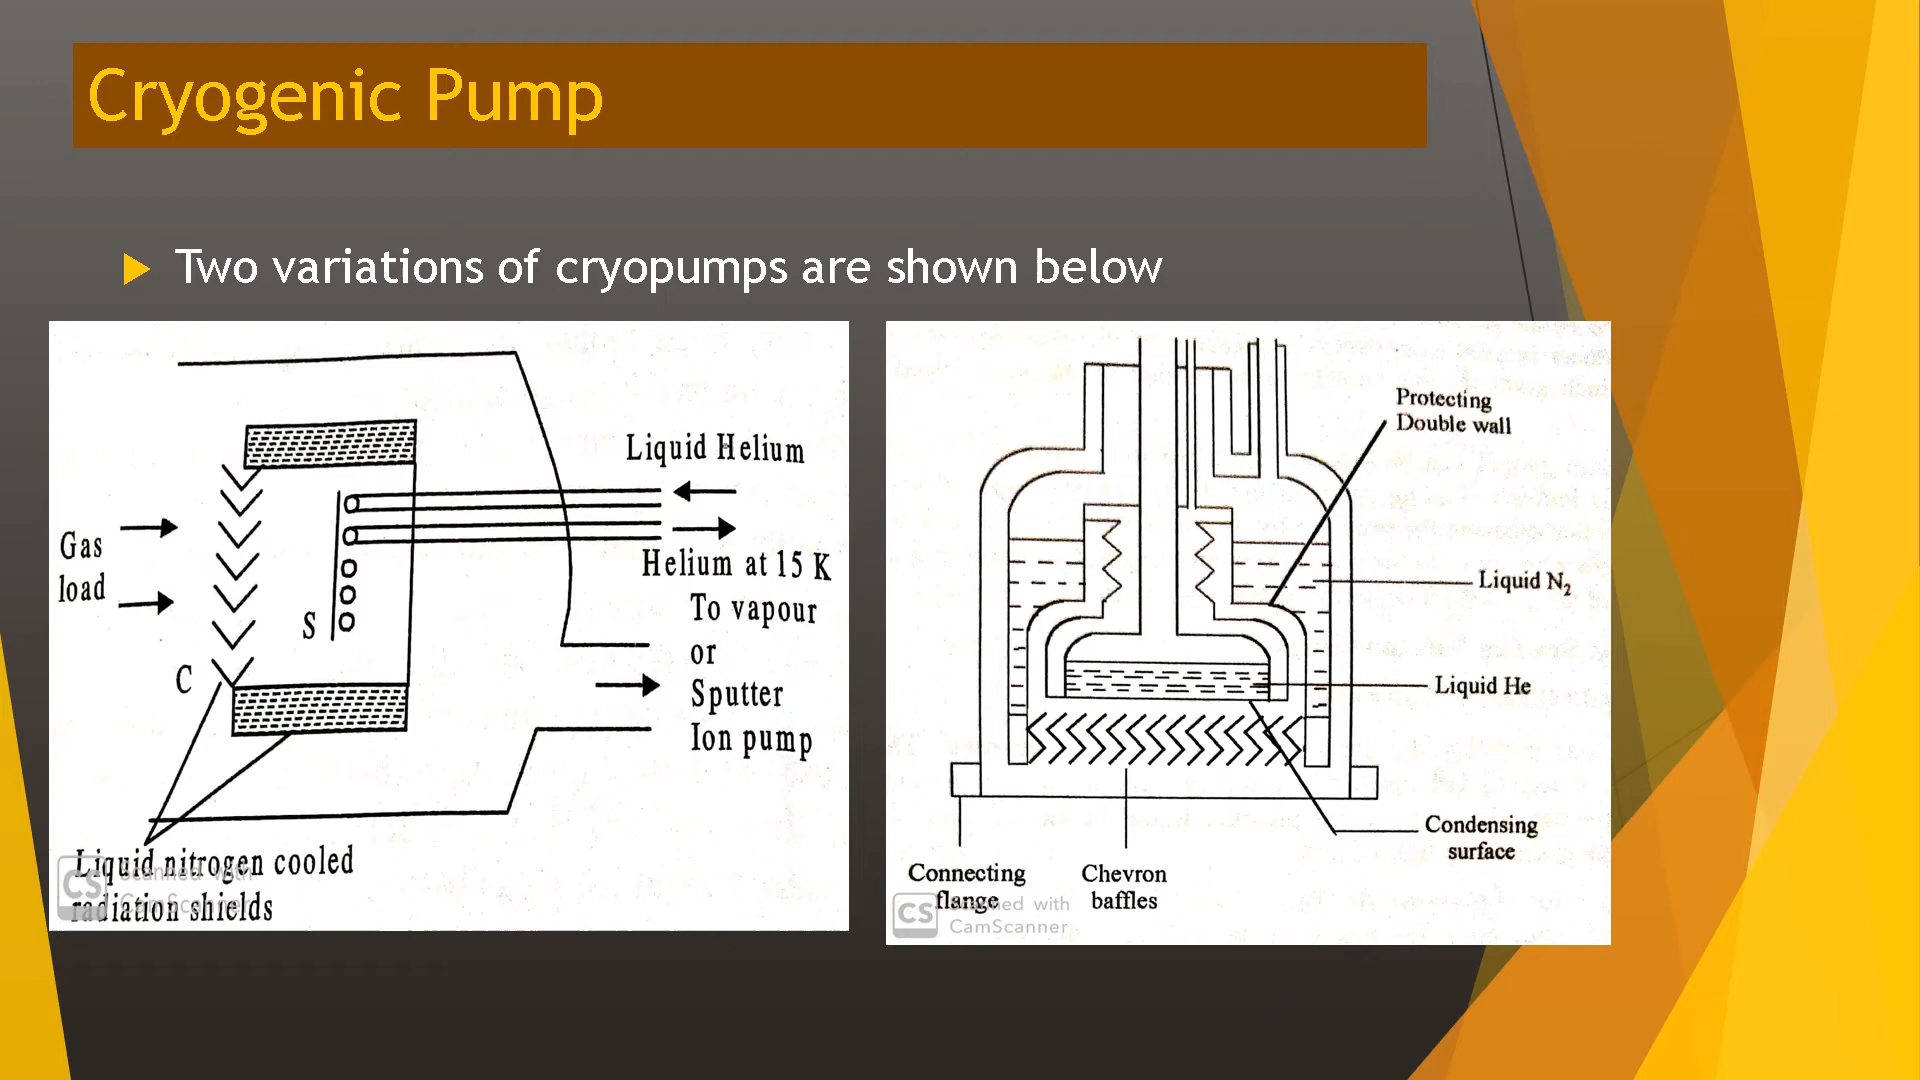 Cryogenic Pump
Two variations of cryopumps are shown below
Gas
load
Liquid Helium
Helium at 15 K
To vapour
or
Sputter
Ion pump
S
C
Liquid nitrogen cooled
radiation shields
CS Scanned with
CamScanner
Protecting
Double wall
Liquid N₂
Liquid He
Condensing
surface
Connecting
flange
Chevron
baffles
CS Scanned with
CamScanner